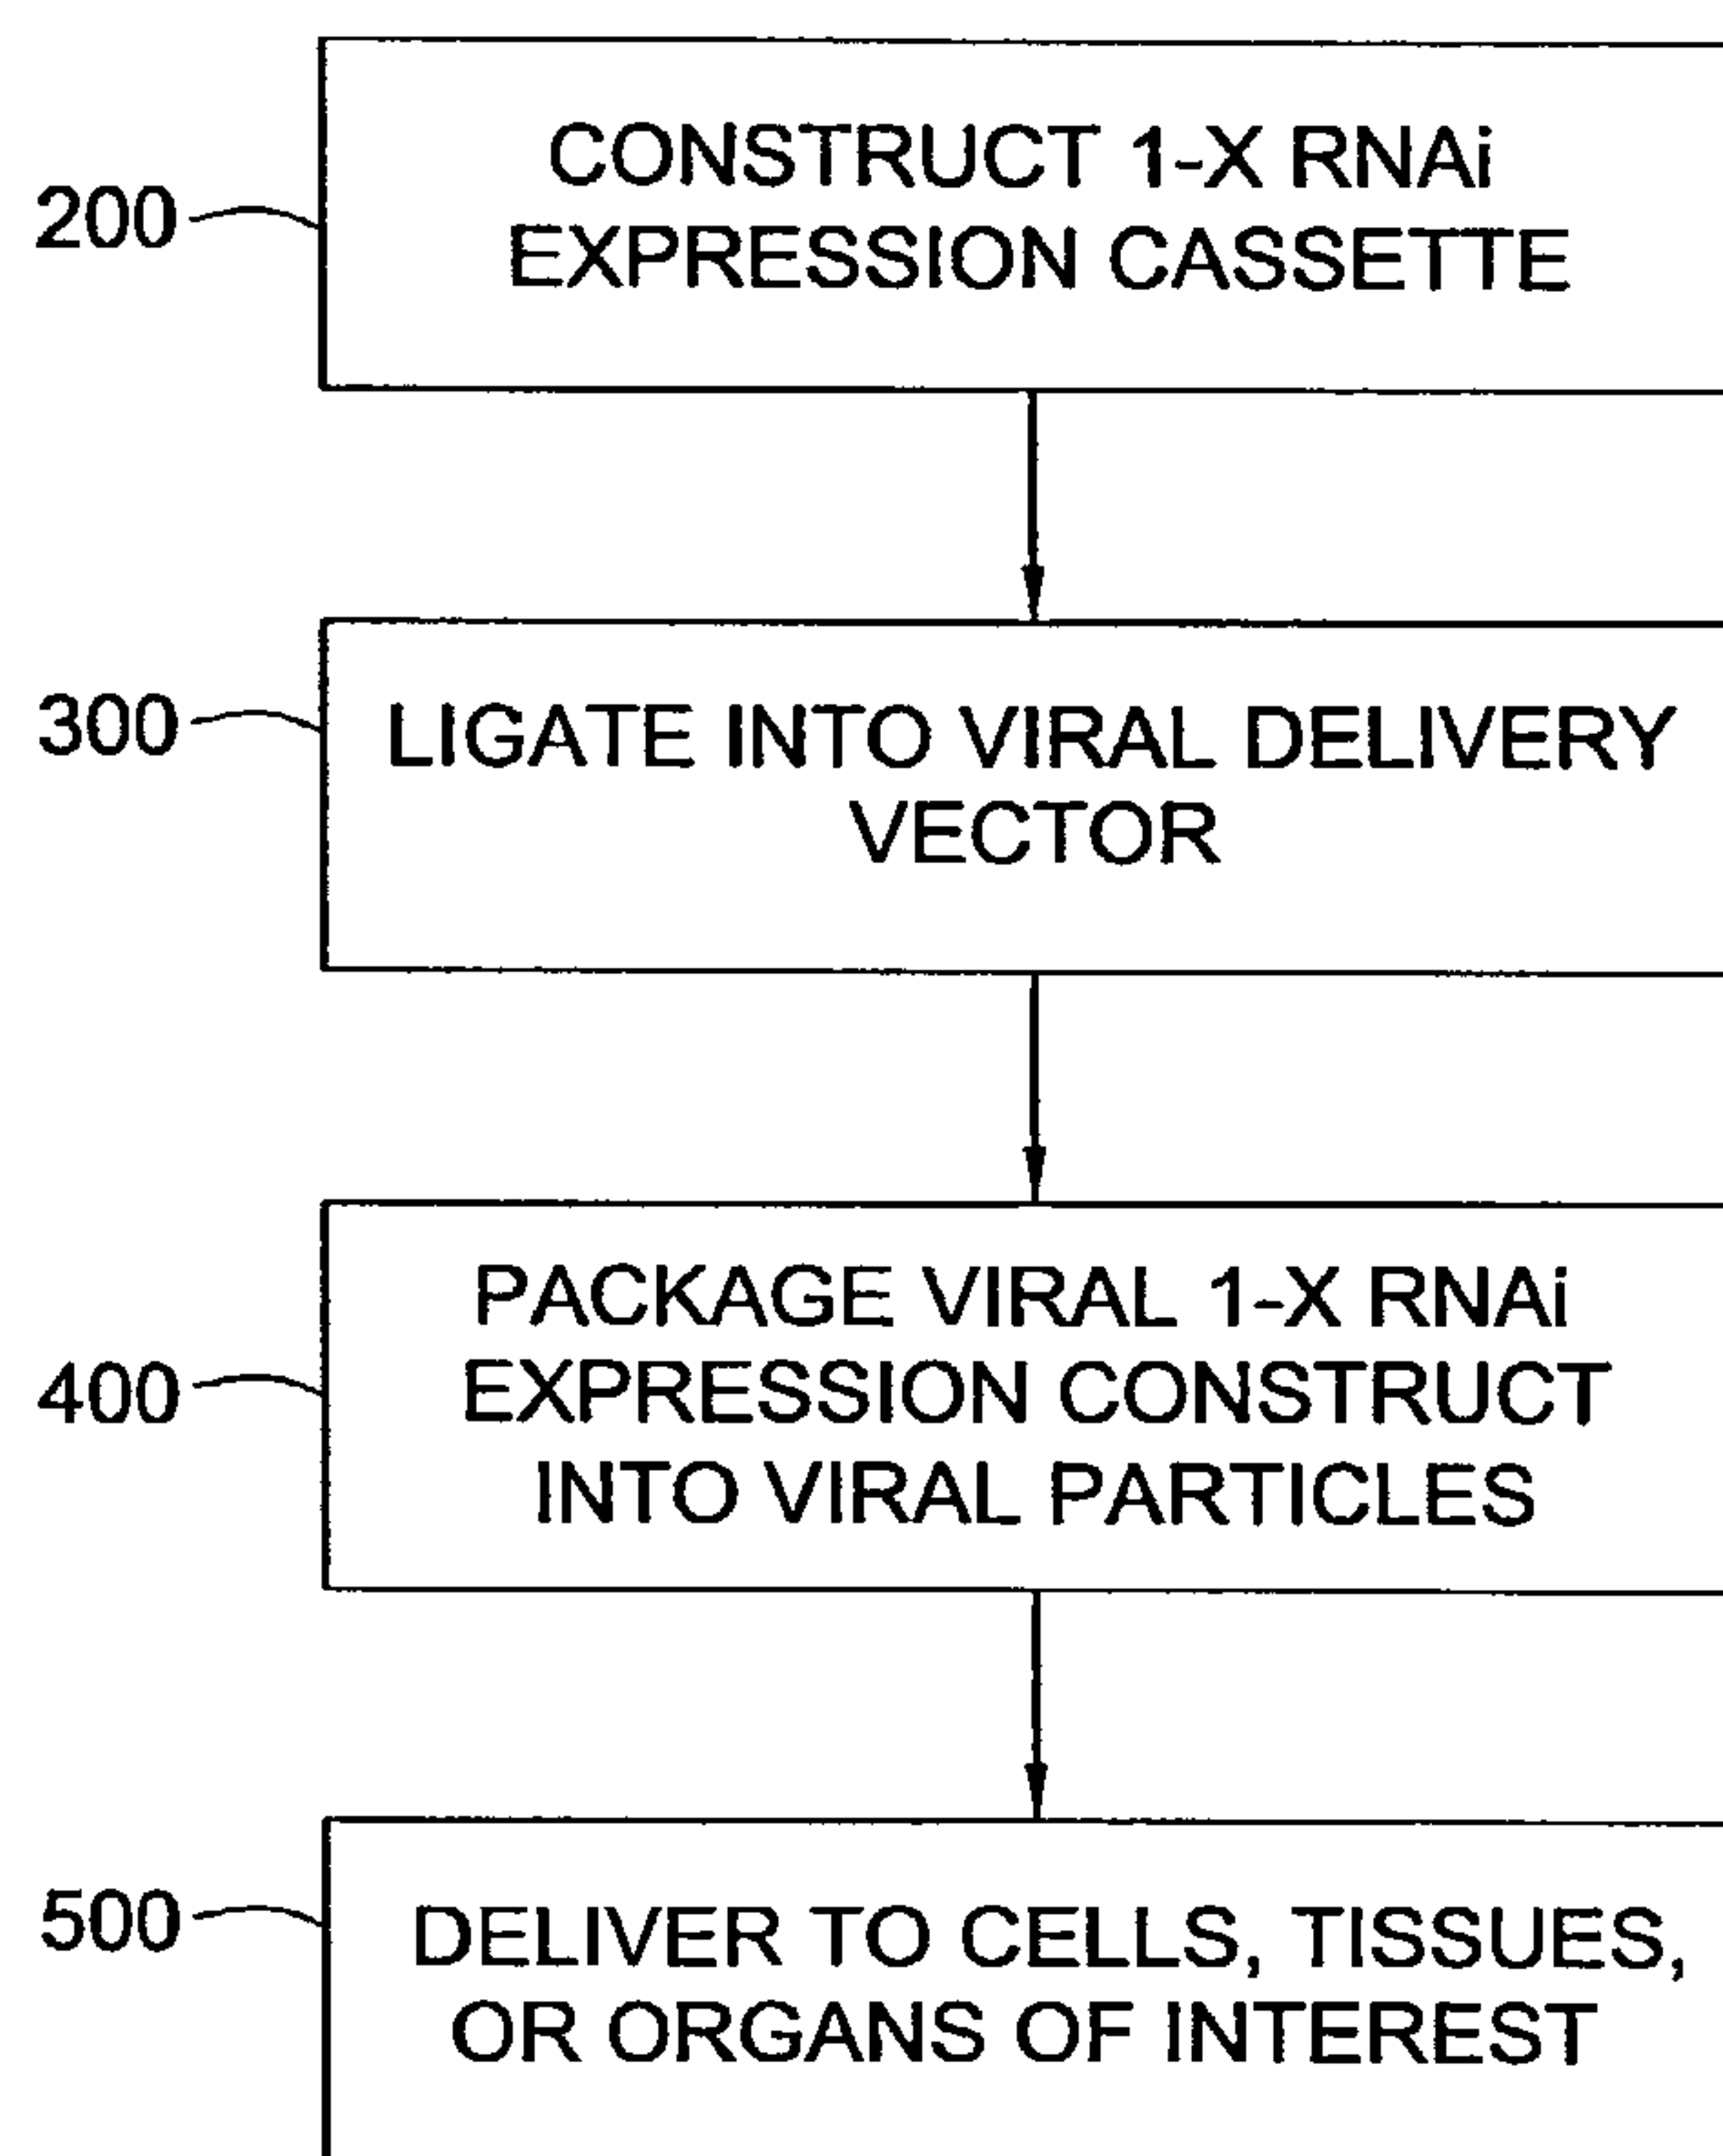 CONSTRUCT 1-X RNAi
EXPRESSION CASSETTE
200
LIGATE INTO VIRAL DELIVERY
VECTOR
300
PACKAGE VIRAL 1-X RNAi
EXPRESSION CONSTRUCT
INTO VIRAL PARTICLES
400
DELIVER TO CELLS, TISSUES,
OR ORGANS OF INTEREST
500